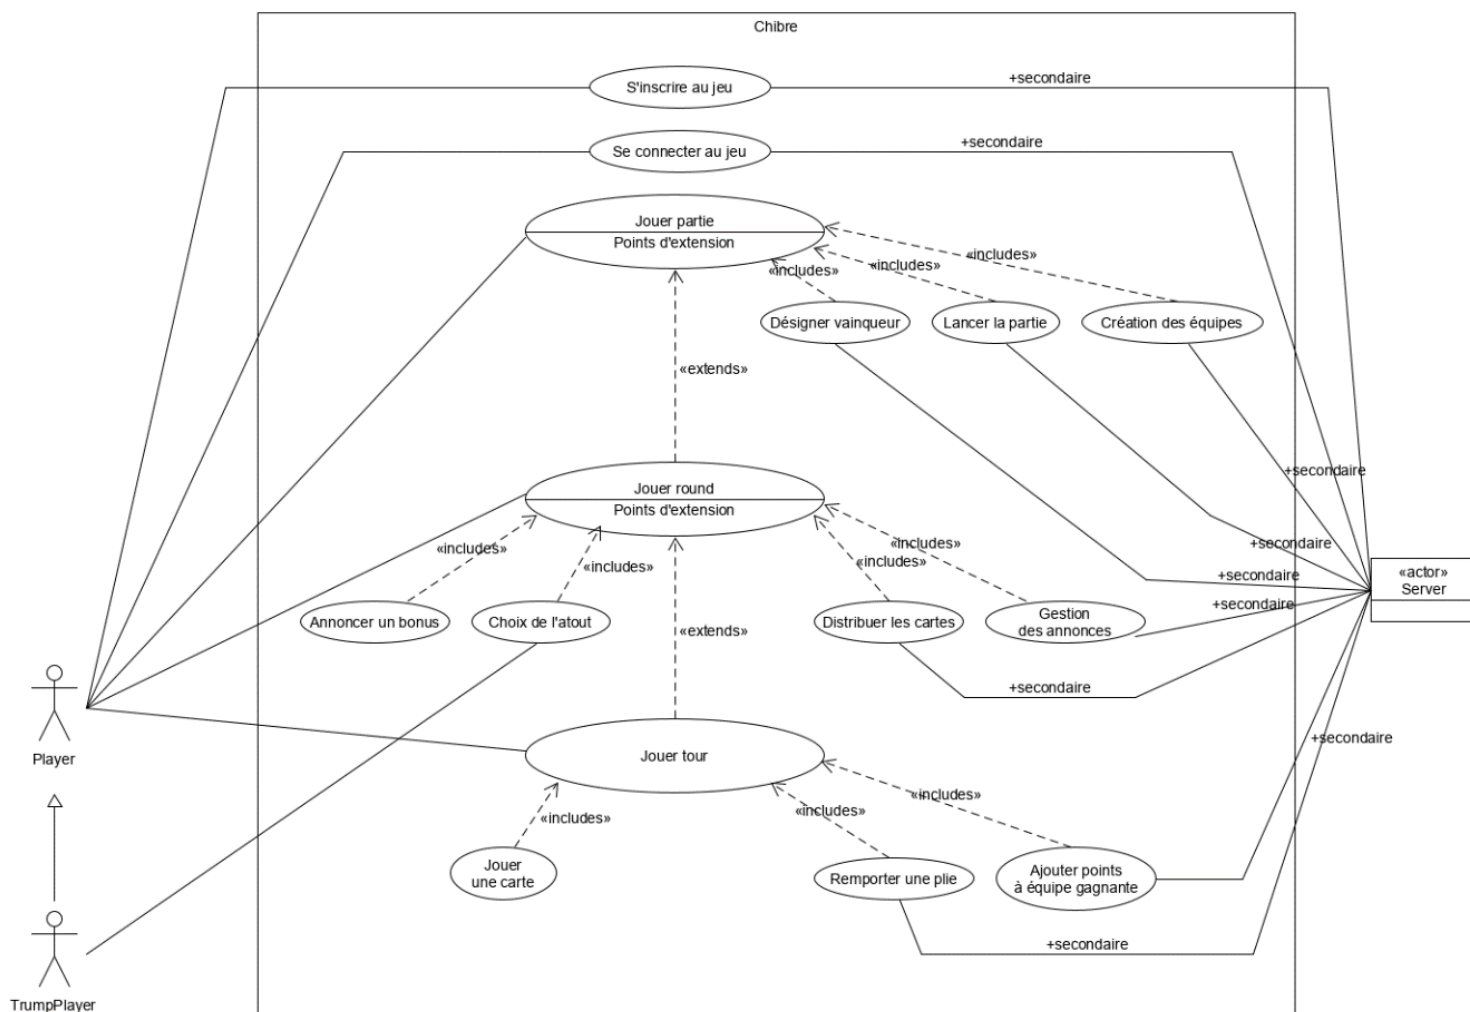 Chibre
S'inscrire au jeu
+secondaire
Se connecter au jeu
+secondaire
Jouer partie
Points d'extension
«includes»
«includes»
«includes»
Désigner vainqueur
Lancer la partie
Création des équipes
«extends»
+secondaire
Jouer round
Points d'extension
«includes»
«includes»
«includes»
«includes»
+secondaire
+secondaire
«actor»
Server
+secondaire
Annoncer un bonus
Choix de l'atout
Distribuer les cartes
Gestion
des annonces
«extends»
+secondaire
Player
Jouer tour
+secondaire
«includes»
«includes»
«includes»
Jouer
une carte
Remporter une plie
Ajouter points
à équipe gagnante
+secondaire
TrumpPlayer